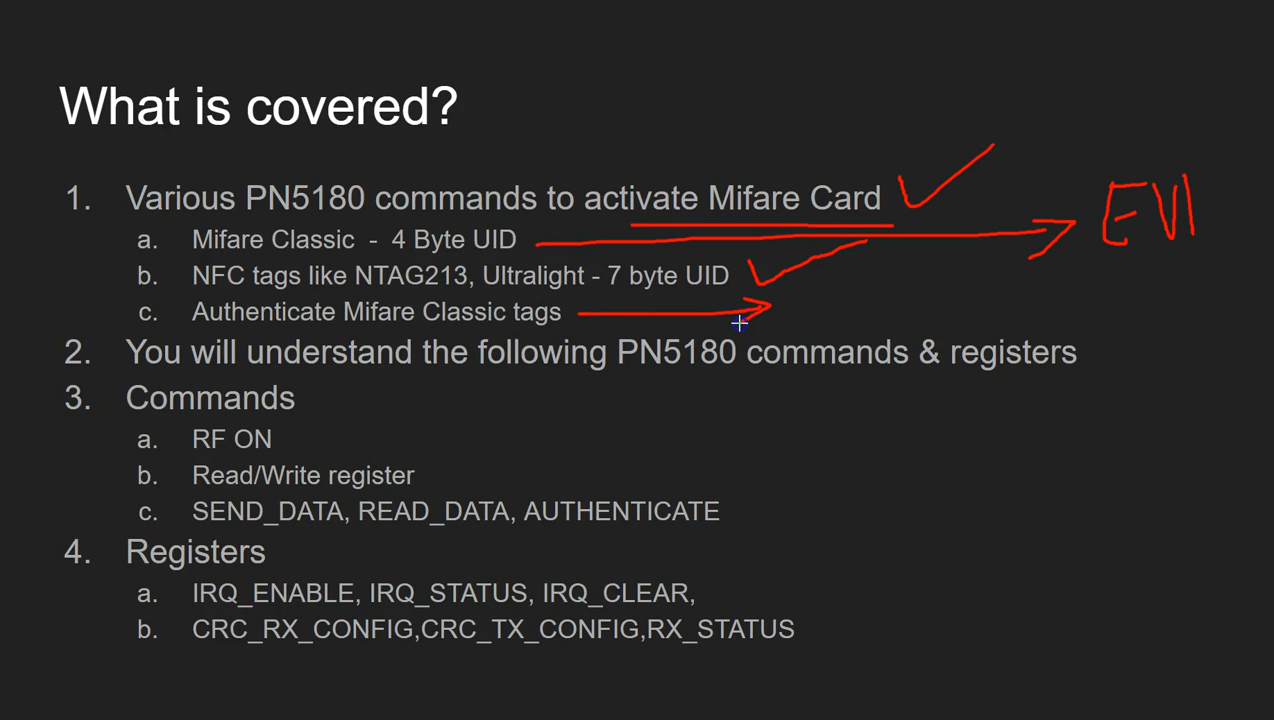 What is covered?
1. Various PN5180 commands to activate Mifare Card
a. Mifare Classic - 4 Byte UID
EV1
b. NFC tags like NTAG213, Ultralight - 7 byte UID
c. Authenticate Mifare Classic tags
2. You will understand the following PN5180 commands & registers
3. Commands
a. RF ON
b. Read/Write register
c. SEND_DATA, READ_DATA, AUTHENTICATE
4. Registers
a. IRQ_ENABLE, IRQ_STATUS, IRQ_CLEAR,
b. CRC_RX_CONFIG,CRC_TX_CONFIG,RX_STATUS